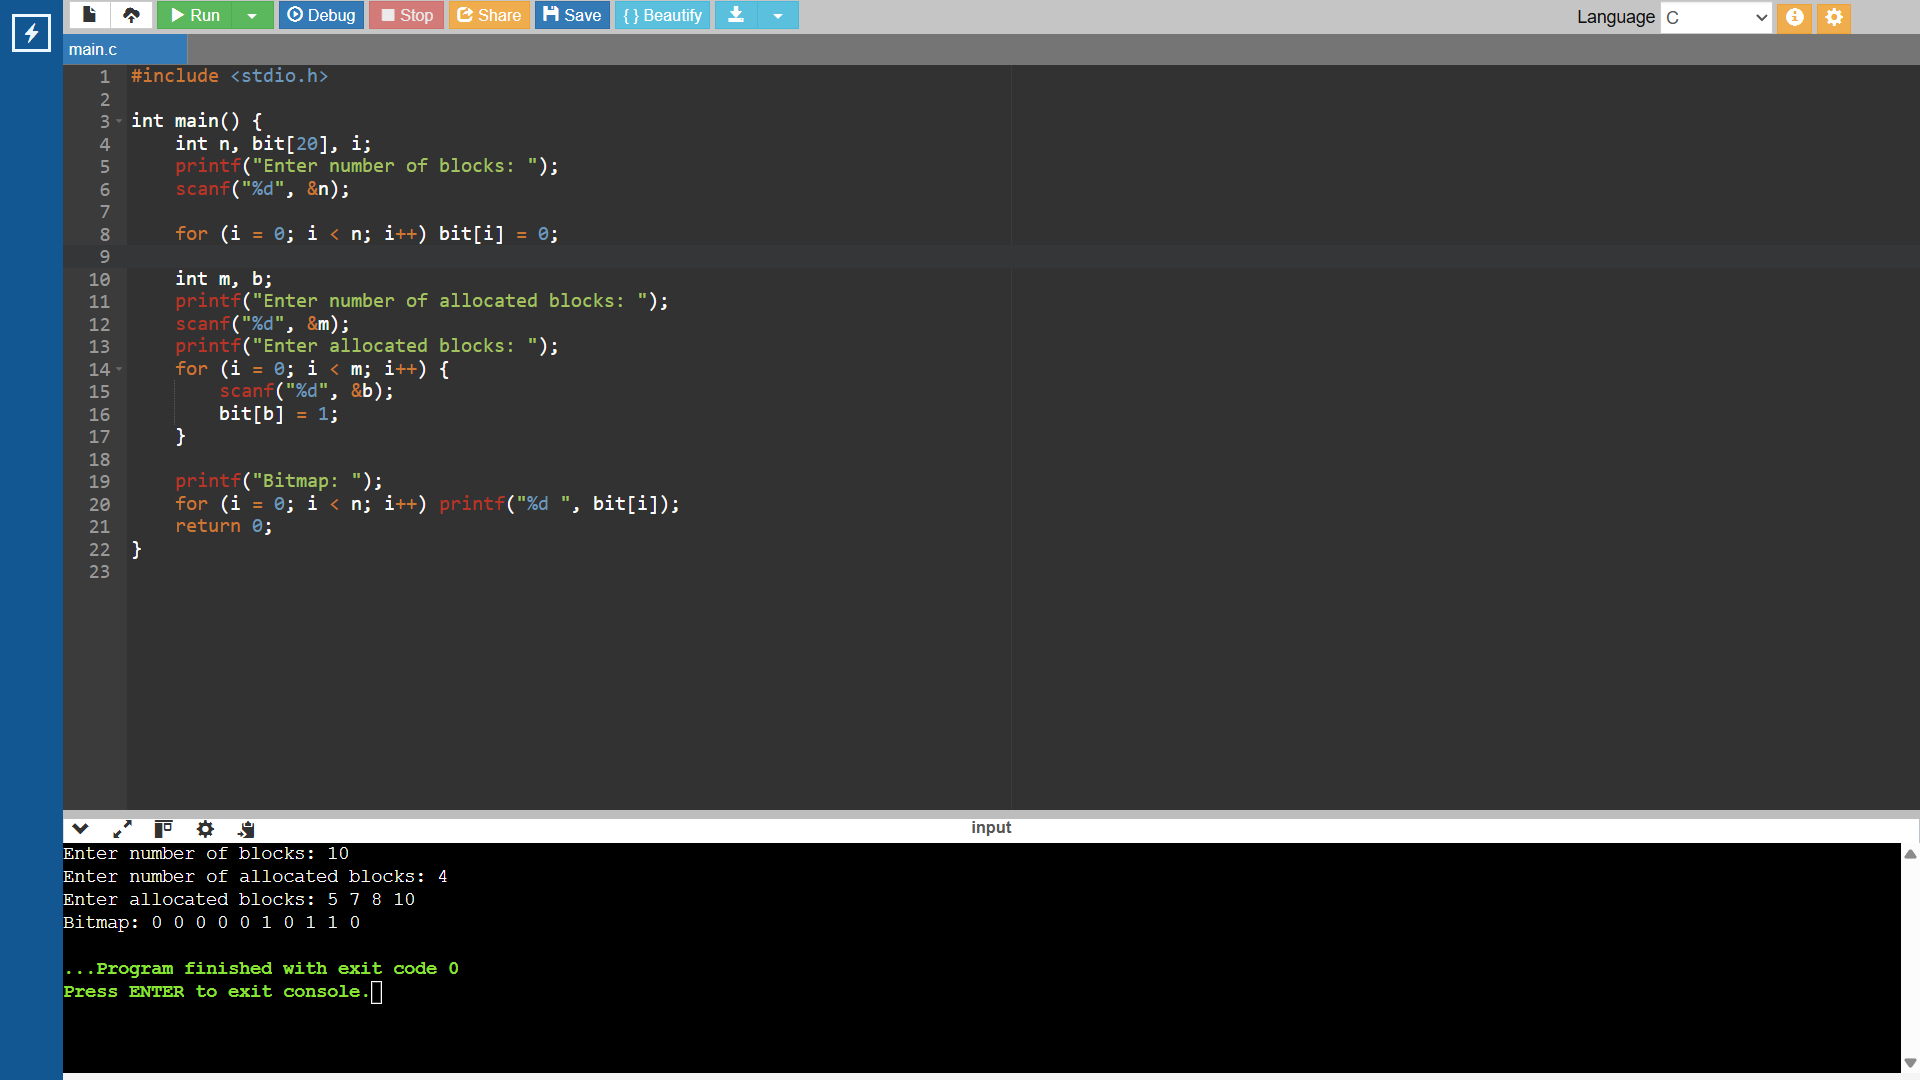 Run Debug Stop Share Save { } Beautify Language C
main.c
1 #include <stdio.h>
2
3 int main() {
4     int n, bit[20], i;
5     printf("Enter number of blocks: ");
6     scanf("%d", &n);
7
8     for (i = 0; i < n; i++) bit[i] = 0;
9
10     int m, b;
11     printf("Enter number of allocated blocks: ");
12     scanf("%d", &m);
13     printf("Enter allocated blocks: ");
14     for (i = 0; i < m; i++) {
15         scanf("%d", &b);
16         bit[b] = 1;
17     }
18
19     printf("Bitmap: ");
20     for (i = 0; i < n; i++) printf("%d ", bit[i]);
21     return 0;
22 }
23
input
Enter number of blocks: 10
Enter number of allocated blocks: 4
Enter allocated blocks: 5 7 8 10
Bitmap: 0 0 0 0 0 1 0 1 1 0
...Program finished with exit code 0
Press ENTER to exit console.